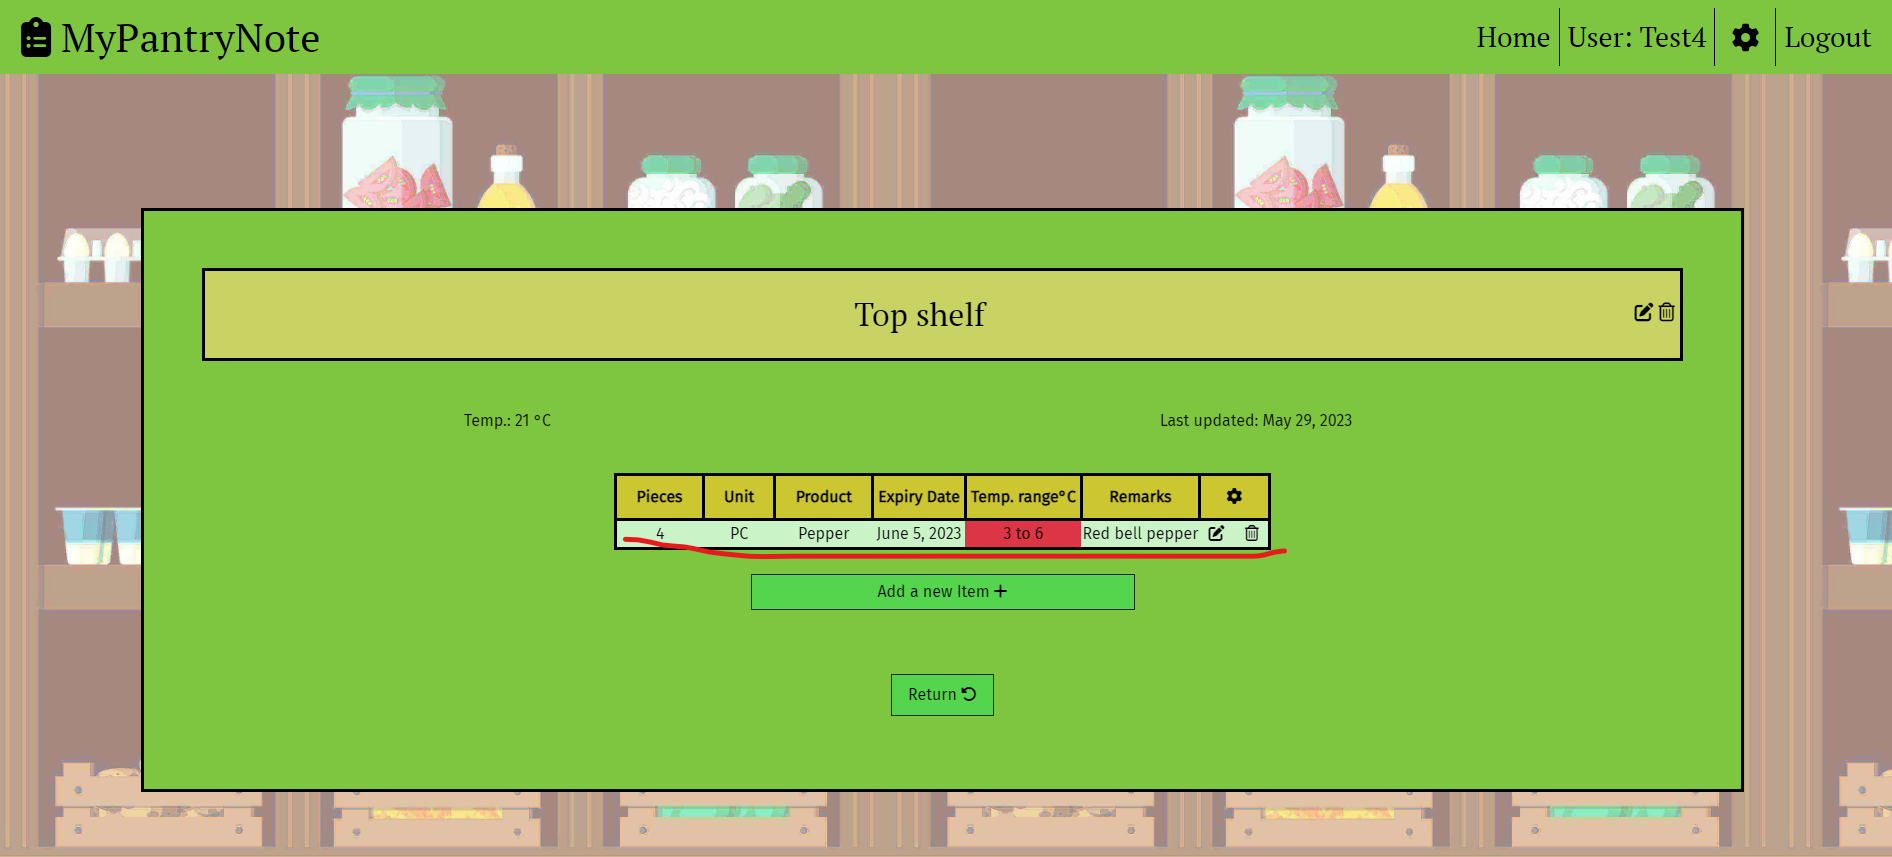 MyPantryNote Home User: Test4 Logout
Top shelf
Temp.: 21 °C Last updated: May 29, 2023
Pieces Unit Product Expiry Date Temp. range°C Remarks
4 PC Pepper June 5, 2023 3 to 6 Red bell pepper
Add a new Item +
Return